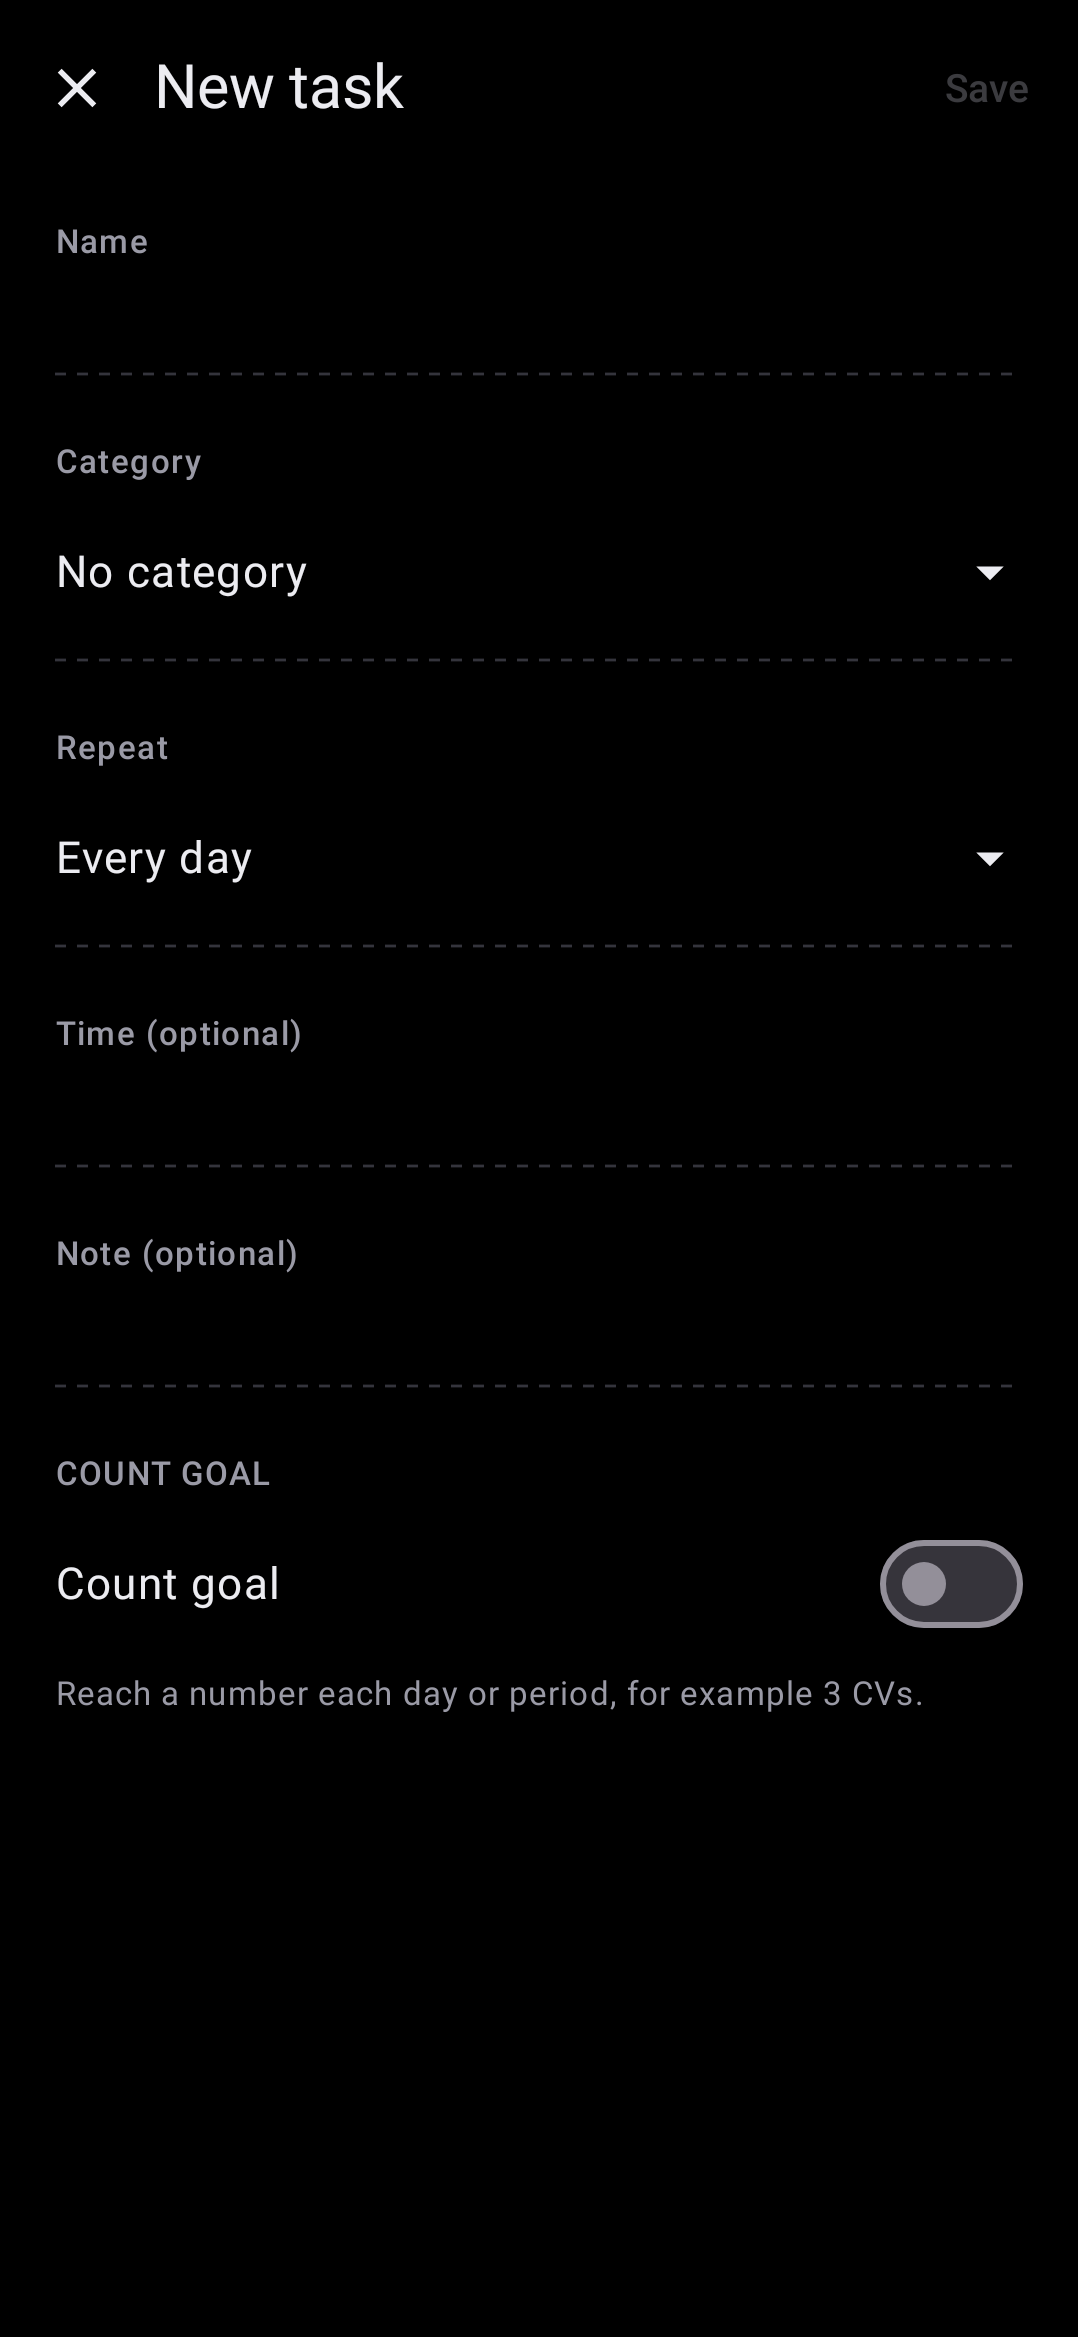 New task
Save
Name
Category
No category
Repeat
Every day
Time (optional)
Note (optional)
COUNT GOAL
Count goal
Reach a number each day or period, for example 3 CVs.